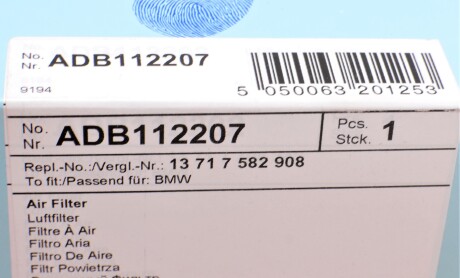 No.
Nr. ADB112207
9194
5 050063 201253
No.
Nr. ADB112207
Pcs.
Stck. 1
Repl.-No.:/Vergl.-Nr.: 13 71 7 582 908
To fit:/Passend für: BMW
Air Filter
Luftfilter
Filtre À Air
Filtro Aria
Filtro De Aire
Filtr Powietrza